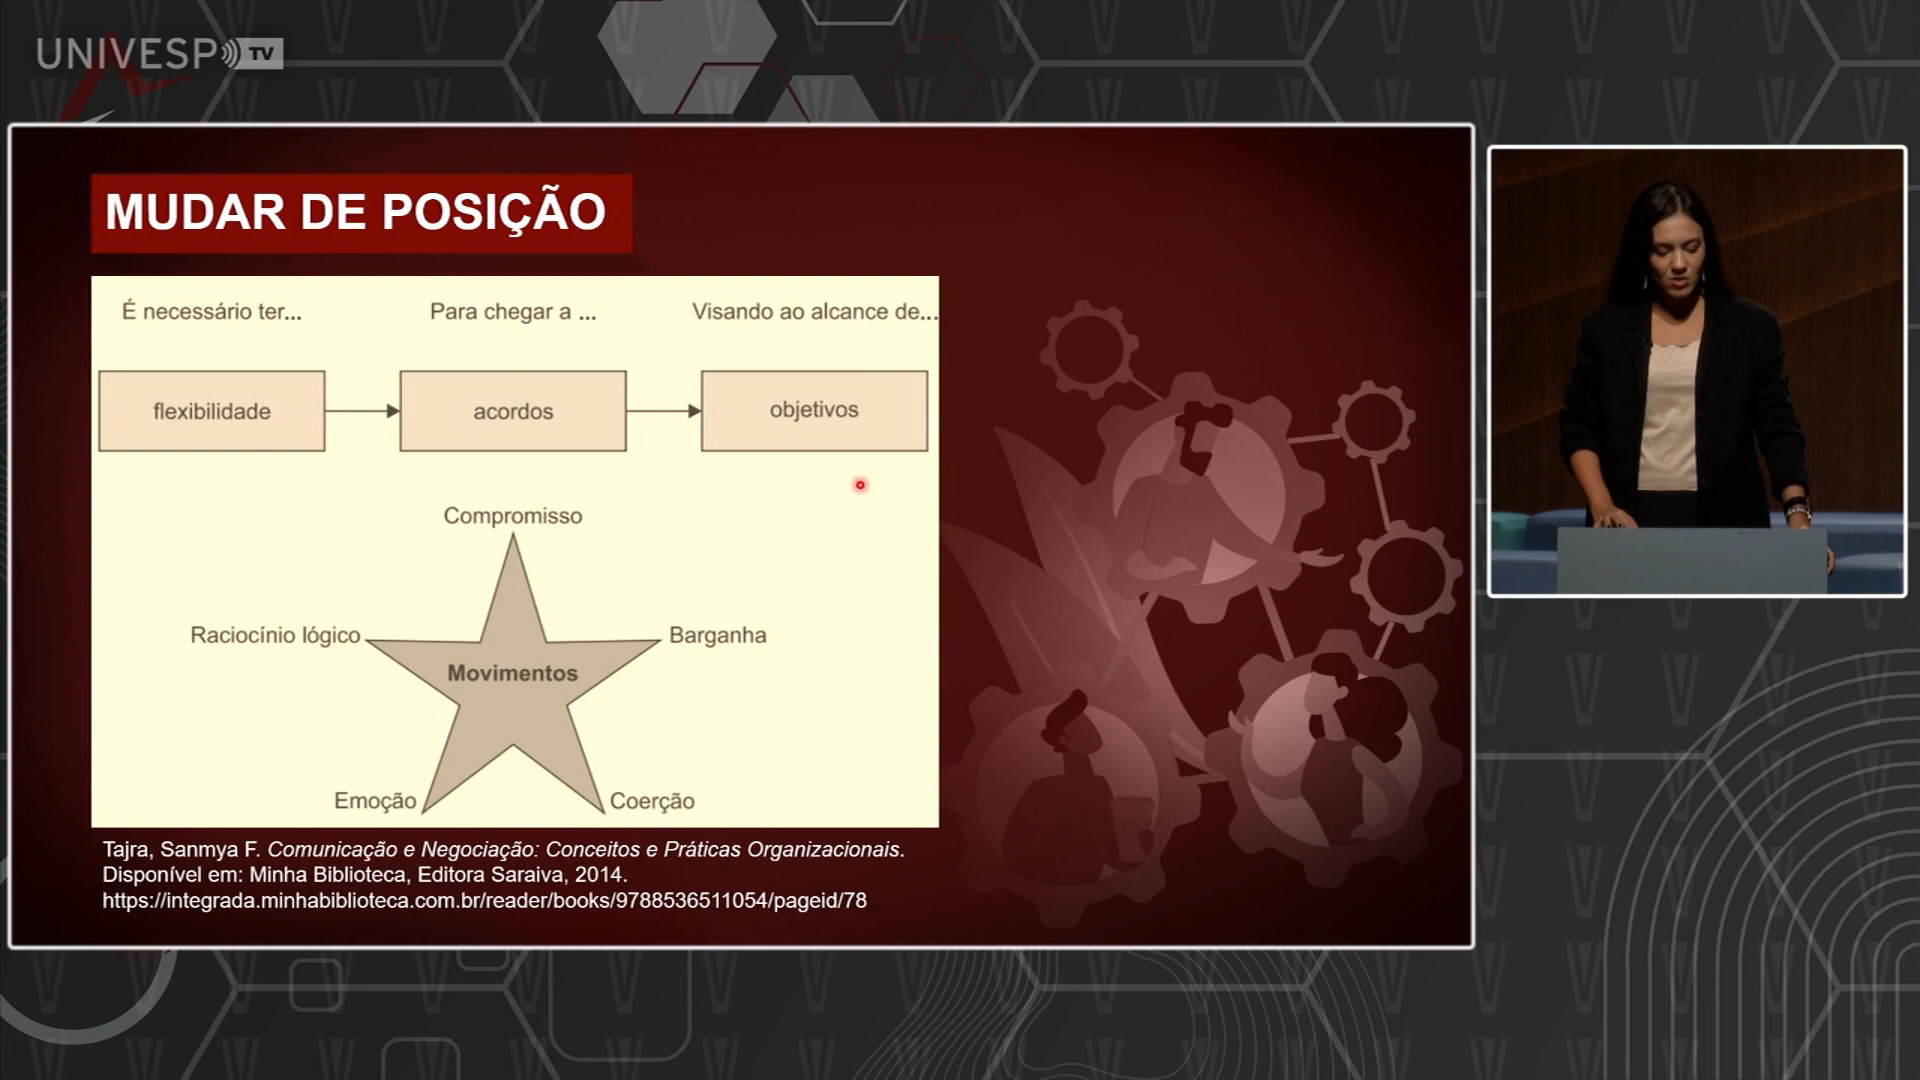 UNIVESP TV
MUDAR DE POSIÇÃO
É necessário ter...
Para chegar a ...
Visando ao alcance de...
flexibilidade
acordos
objetivos
Compromisso
Raciocínio lógico
Barganha
Movimentos
Emoção
Coerção
Tajra, Sanmya F. Comunicação e Negociação: Conceitos e Práticas Organizacionais.
Disponível em: Minha Biblioteca, Editora Saraiva, 2014.
https://integrada.minhabiblioteca.com.br/reader/books/9788536511054/pageid/78